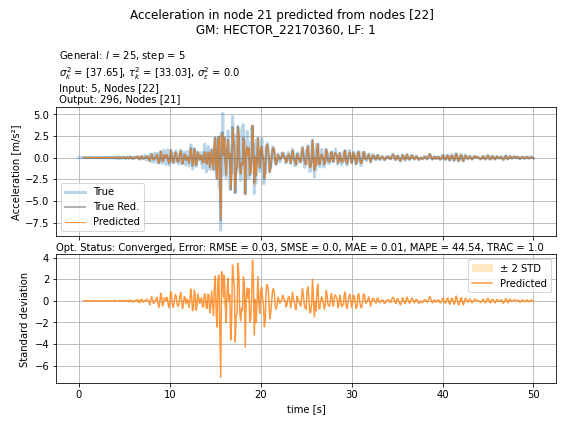 Acceleration in node 21 predicted from nodes [22]
GM: HECTOR_22170360, LF: 1
General: l = 25, step = 5
σ²ₖ = [37.65], τ²ₖ = [33.03], σ²ε = 0.0
Input: 5, Nodes [22]
Output: 296, Nodes [21]
5.0
2.5
0.0
−2.5
−5.0
−7.5
Acceleration [m/s²]
True
True Red.
Predicted
Opt. Status: Converged, Error: RMSE = 0.03, SMSE = 0.0, MAE = 0.01, MAPE = 44.54, TRAC = 1.0
4
2
0
−2
−4
−6
Standard deviation
± 2 STD
Predicted
0 10 20 30 40 50
time [s]